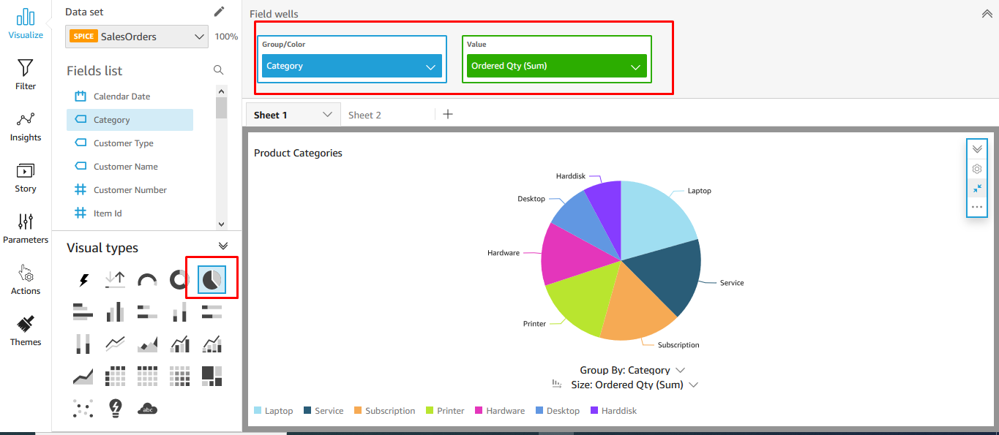 Visualize
Filter
Insights
Story
Parameters
Actions
Themes
Data set
SPICE SalesOrders 100%
Fields list
Calendar Date
Category
Customer Type
Customer Name
Customer Number
Item Id
Visual types
abc
Field wells
Group/Color
Category
Value
Ordered Qty (Sum)
Sheet 1
Sheet 2
Product Categories
Harddisk
Laptop
Desktop
Hardware
Service
Printer
Subscription
Group By: Category
Size: Ordered Qty (Sum)
Laptop Service Subscription Printer Hardware Desktop Harddisk